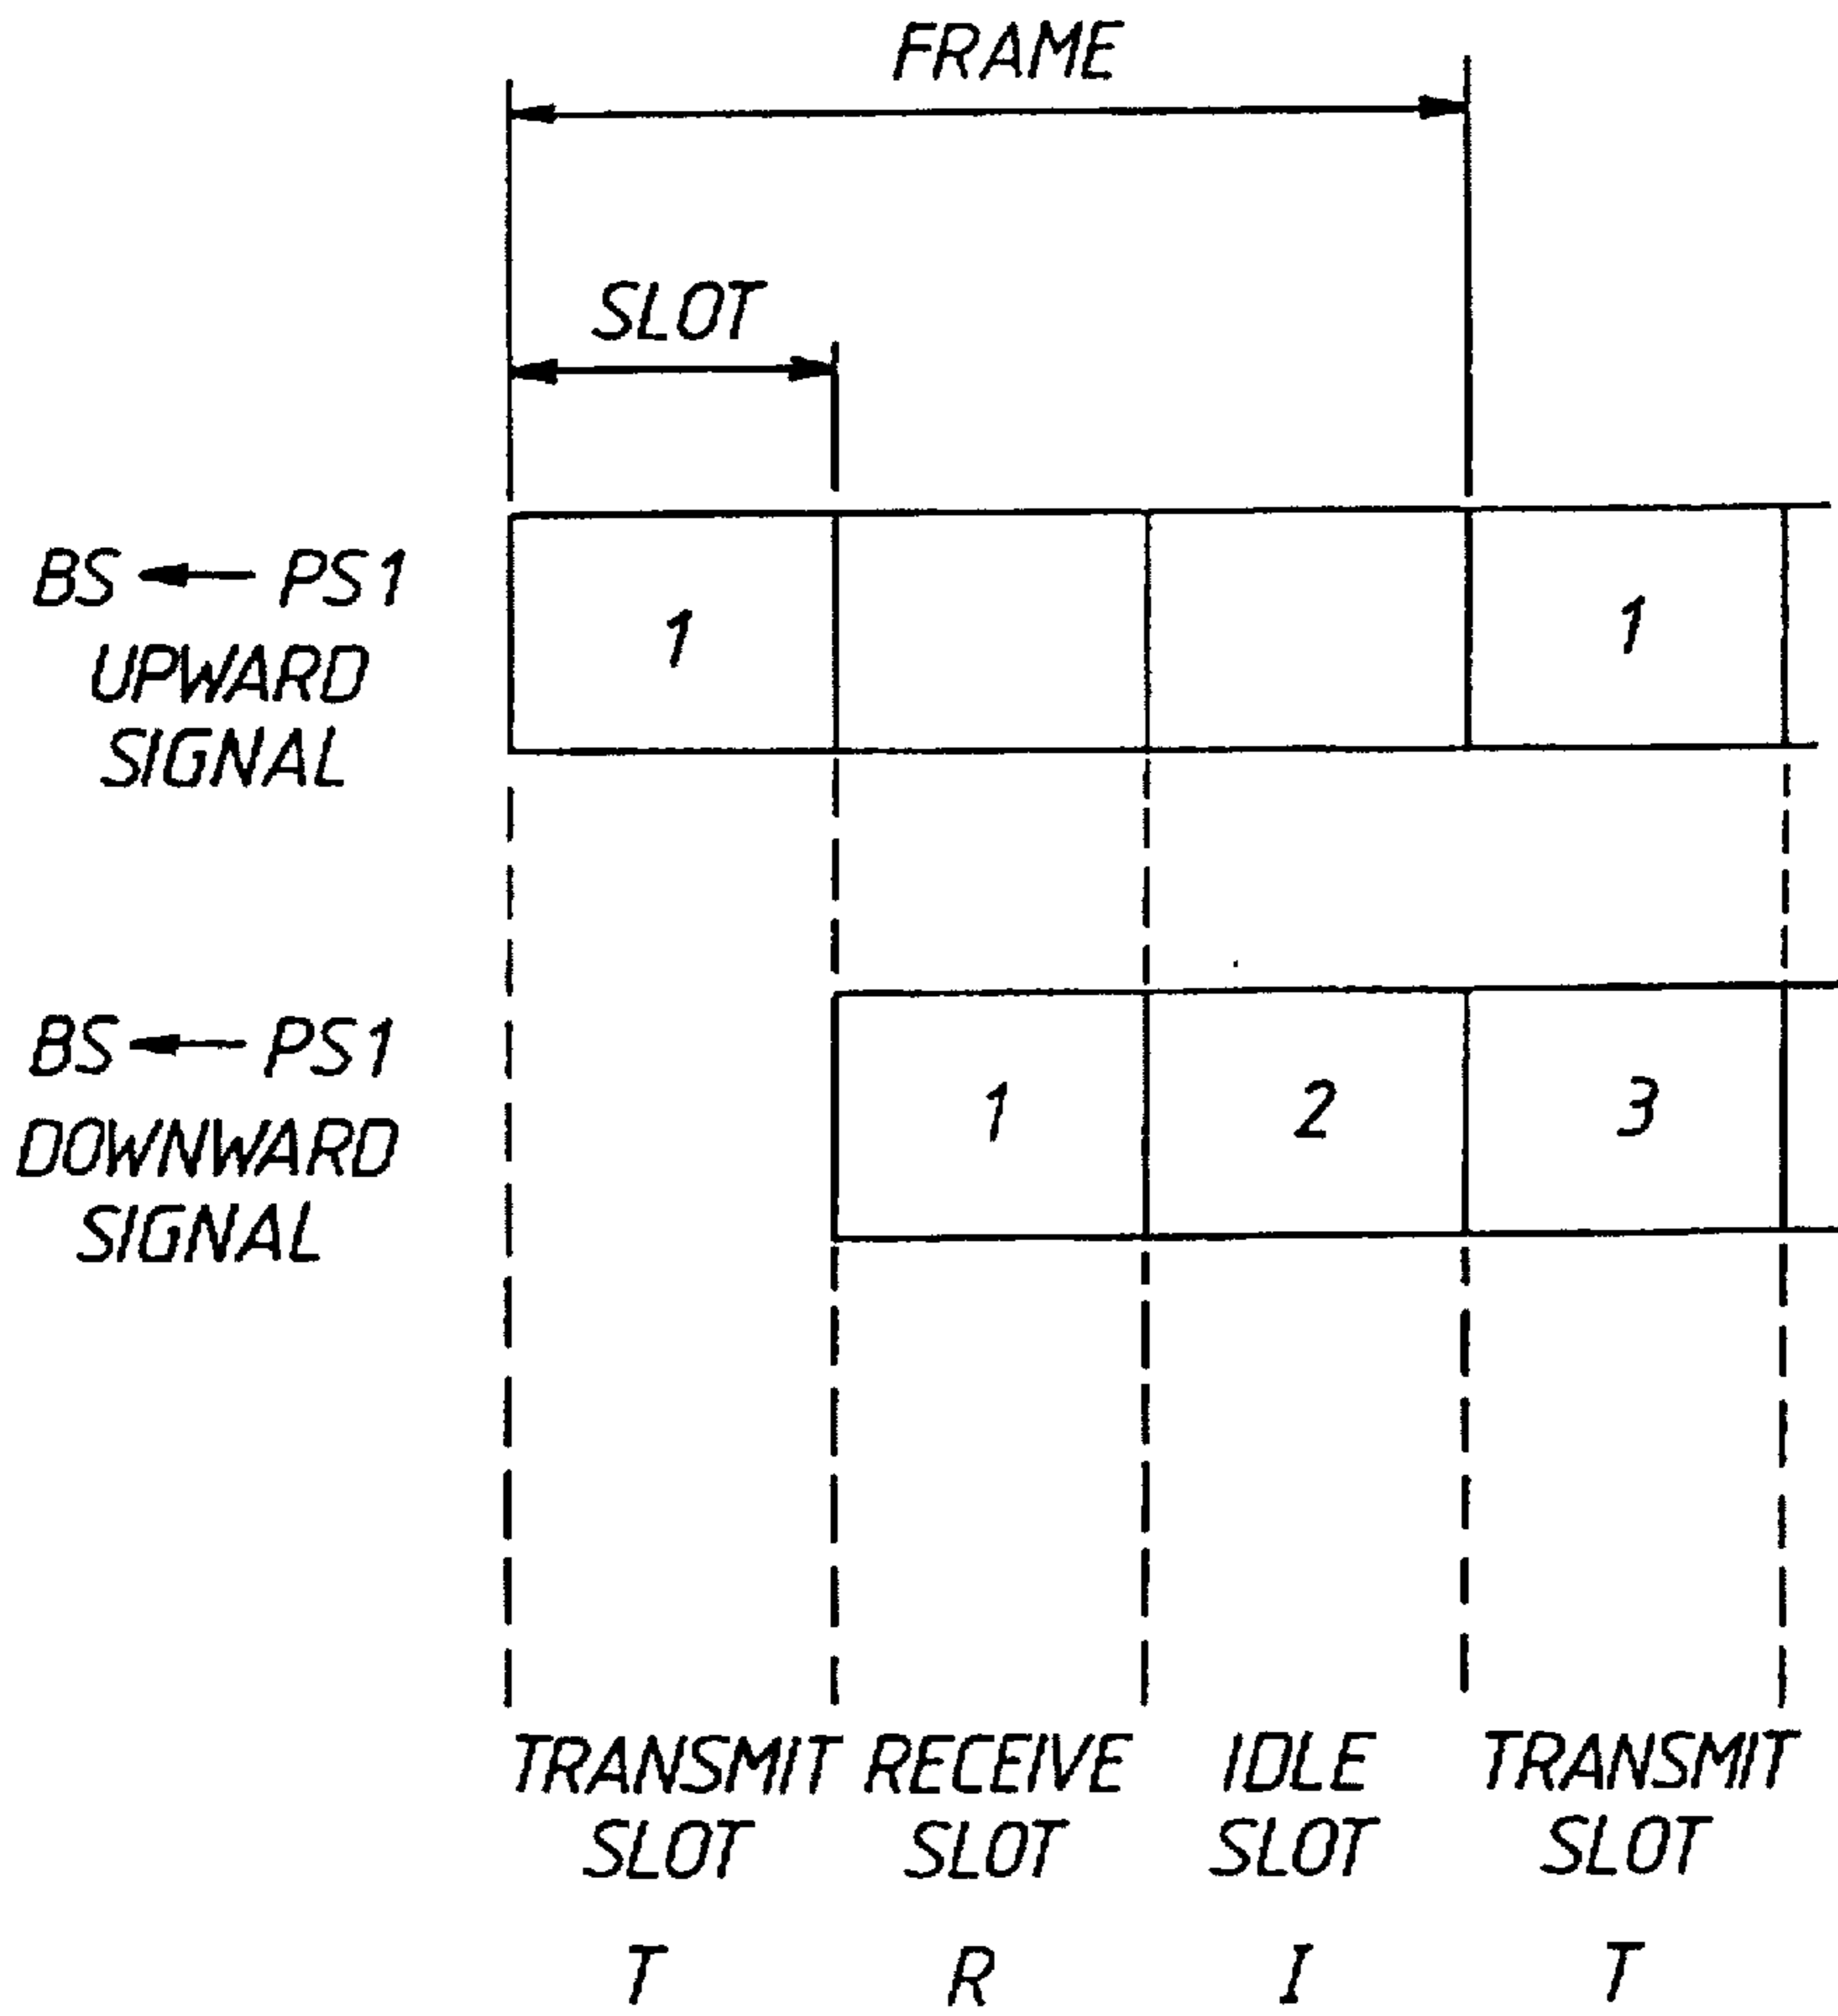 FRAME
SLOT
BS ← PS1
UPWARD
SIGNAL
1 1
BS ← PS1
DOWNWARD
SIGNAL
1 2 3
TRANSMIT RECEIVE IDLE TRANSMIT
SLOT SLOT SLOT SLOT
T R I T